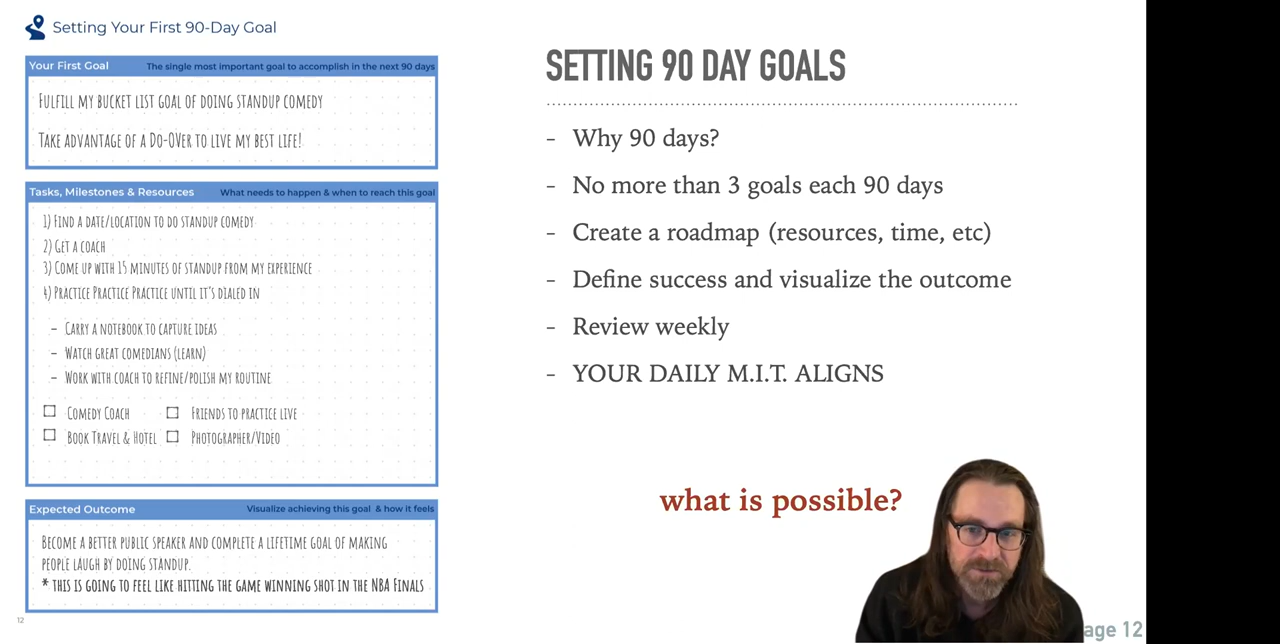 Setting Your First 90-Day Goal
Your First Goal The single most important goal to accomplish in the next 90 days
Fulfill my bucket list goal of doing standup comedy
Take advantage of a Do-Over to live my best life!
Tasks, Milestones & Resources What needs to happen & when to reach this goal
1) Find a date/location to do standup comedy
2) Get a coach
3) Come up with 15 minutes of standup from my experience
4) Practice Practice Practice until it's dialed in
- Carry a notebook to capture ideas
- Watch great comedians (learn)
- Work with coach to refine/polish my routine
Comedy Coach Friends to practice live
Book Travel & Hotel Photographer/Video
Expected Outcome Visualize achieving this goal & how it feels
Become a better public speaker and complete a lifetime goal of making
people laugh by doing standup.
* This is going to feel like hitting the game winning shot in the NBA Finals
12
SETTING 90 DAY GOALS
- Why 90 days?
- No more than 3 goals each 90 days
- Create a roadmap (resources, time, etc)
- Define success and visualize the outcome
- Review weekly
- YOUR DAILY M.I.T. ALIGNS
what is possible?
age 12